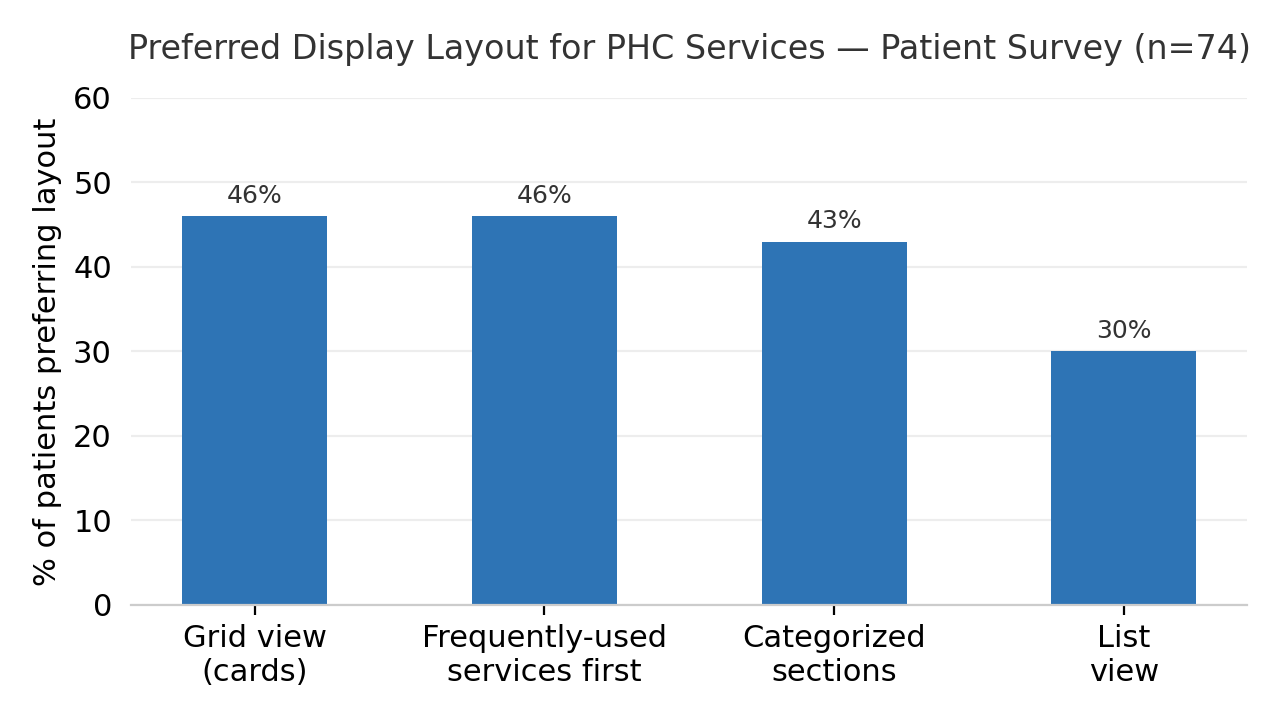 Preferred Display Layout for PHC Services — Patient Survey (n=74)
% of patients preferring layout
60
50
40
30
20
10
0
46%
46%
43%
30%
Grid view
(cards)
Frequently-used
services first
Categorized
sections
List
view